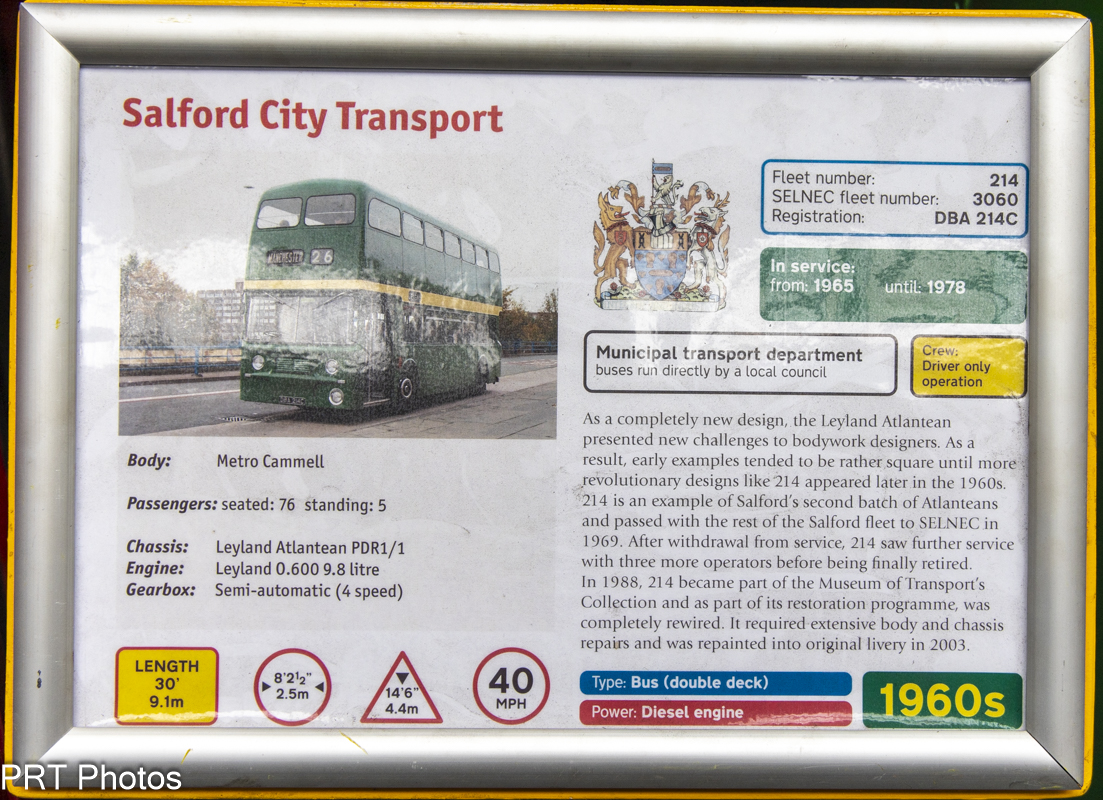 Salford City Transport
MANCHESTER 26
Fleet number: 214
SELNEC fleet number: 3060
Registration: DBA 214C
In service:
from: 1965 until: 1978
Municipal transport department
buses run directly by a local council
Crew:
Driver only
operation
Body: Metro Cammell
Passengers: seated: 76 standing: 5
Chassis: Leyland Atlantean PDR1/1
Engine: Leyland 0.600 9.8 litre
Gearbox: Semi-automatic (4 speed)
As a completely new design, the Leyland Atlantean
presented new challenges to bodywork designers. As a
result, early examples tended to be rather square until more
revolutionary designs like 214 appeared later in the 1960s.
214 is an example of Salford's second batch of Atlanteans
and passed with the rest of the Salford fleet to SELNEC in
1969. After withdrawal from service, 214 saw further service
with three more operators before being finally retired.
In 1988, 214 became part of the Museum of Transport's
Collection and as part of its restoration programme, was
completely rewired. It required extensive body and chassis
repairs and was repainted into original livery in 2003.
LENGTH
30'
9.1m
8'2½"
2.5m
14'6"
4.4m
40
MPH
Type: Bus (double deck)
Power: Diesel engine
1960s
PRT Photos